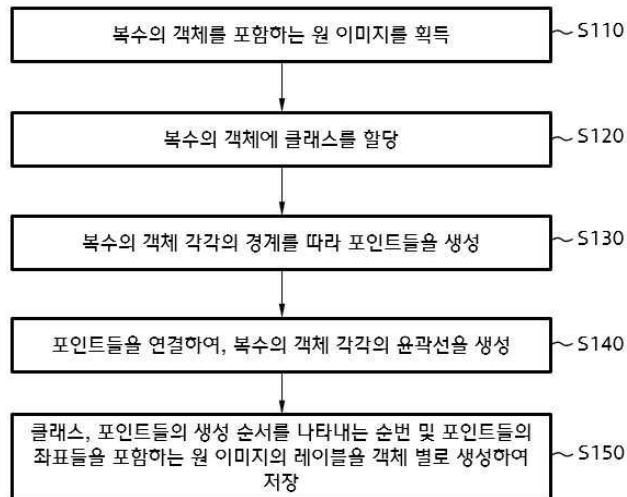 복수의 객체를 포함하는 원 이미지를 획득
S110
복수의 객체에 클래스를 할당
S120
복수의 객체 각각의 경계를 따라 포인트들을 생성
S130
포인트들을 연결하여, 복수의 객체 각각의 윤곽선을 생성
S140
클래스, 포인트들의 생성 순서를 나타내는 순번 및 포인트들의
좌표들을 포함하는 원 이미지의 레이블을 객체 별로 생성하여
저장
S150